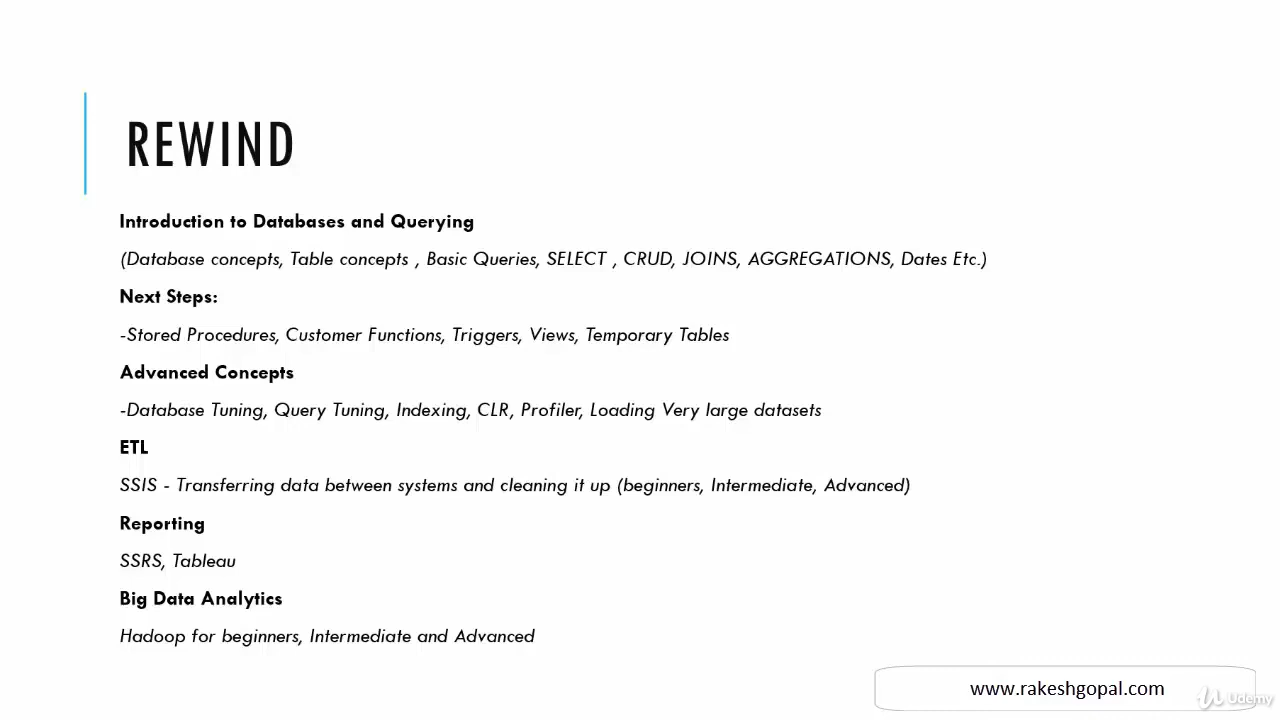 REWIND
Introduction to Databases and Querying
(Database concepts, Table concepts , Basic Queries, SELECT , CRUD, JOINS, AGGREGATIONS, Dates Etc.)
Next Steps:
-Stored Procedures, Customer Functions, Triggers, Views, Temporary Tables
Advanced Concepts
-Database Tuning, Query Tuning, Indexing, CLR, Profiler, Loading Very large datasets
ETL
SSIS - Transferring data between systems and cleaning it up (beginners, Intermediate, Advanced)
Reporting
SSRS, Tableau
Big Data Analytics
Hadoop for beginners, Intermediate and Advanced
www.rakeshgopal.com
Udemy